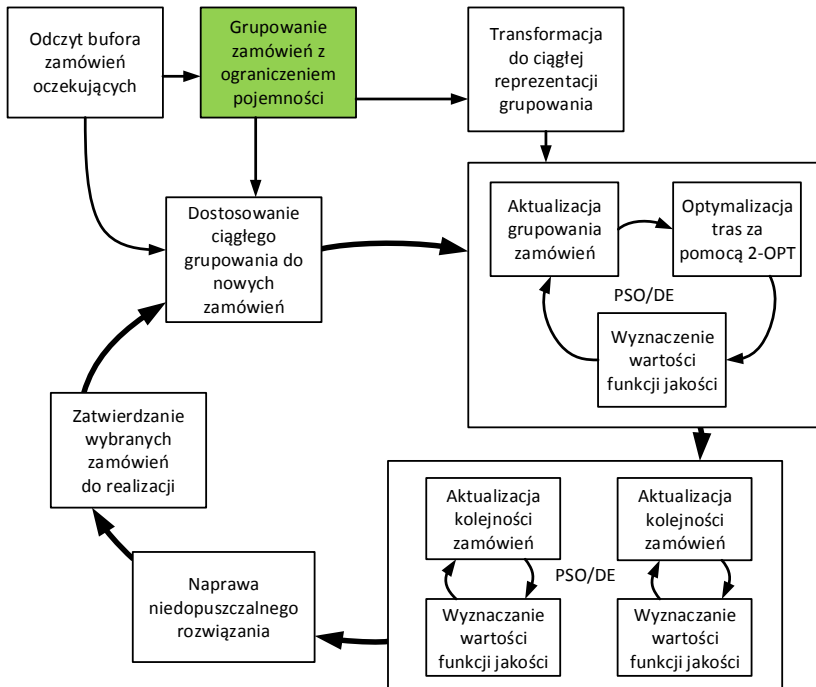 Odczyt bufora
zamówień
oczekujących
Grupowanie
zamówień z
ograniczeniem
pojemności
Transformacja
do ciągłej
reprezentacji
grupowania
Dostosowanie
ciągłego
grupowania do
nowych
zamówień
Aktualizacja
grupowania
zamówień
Optymalizacja
tras za
pomocą 2-OPT
PSO/DE
Wyznaczenie
wartości
funkcji jakości
Zatwierdzanie
wybranych
zamówień
do realizacji
Aktualizacja
kolejności
zamówień
Aktualizacja
kolejności
zamówień
PSO/DE
Wyznaczanie
wartości
funkcji jakości
Wyznaczanie
wartości
funkcji jakości
Naprawa
niedopuszczalnego
rozwiązania